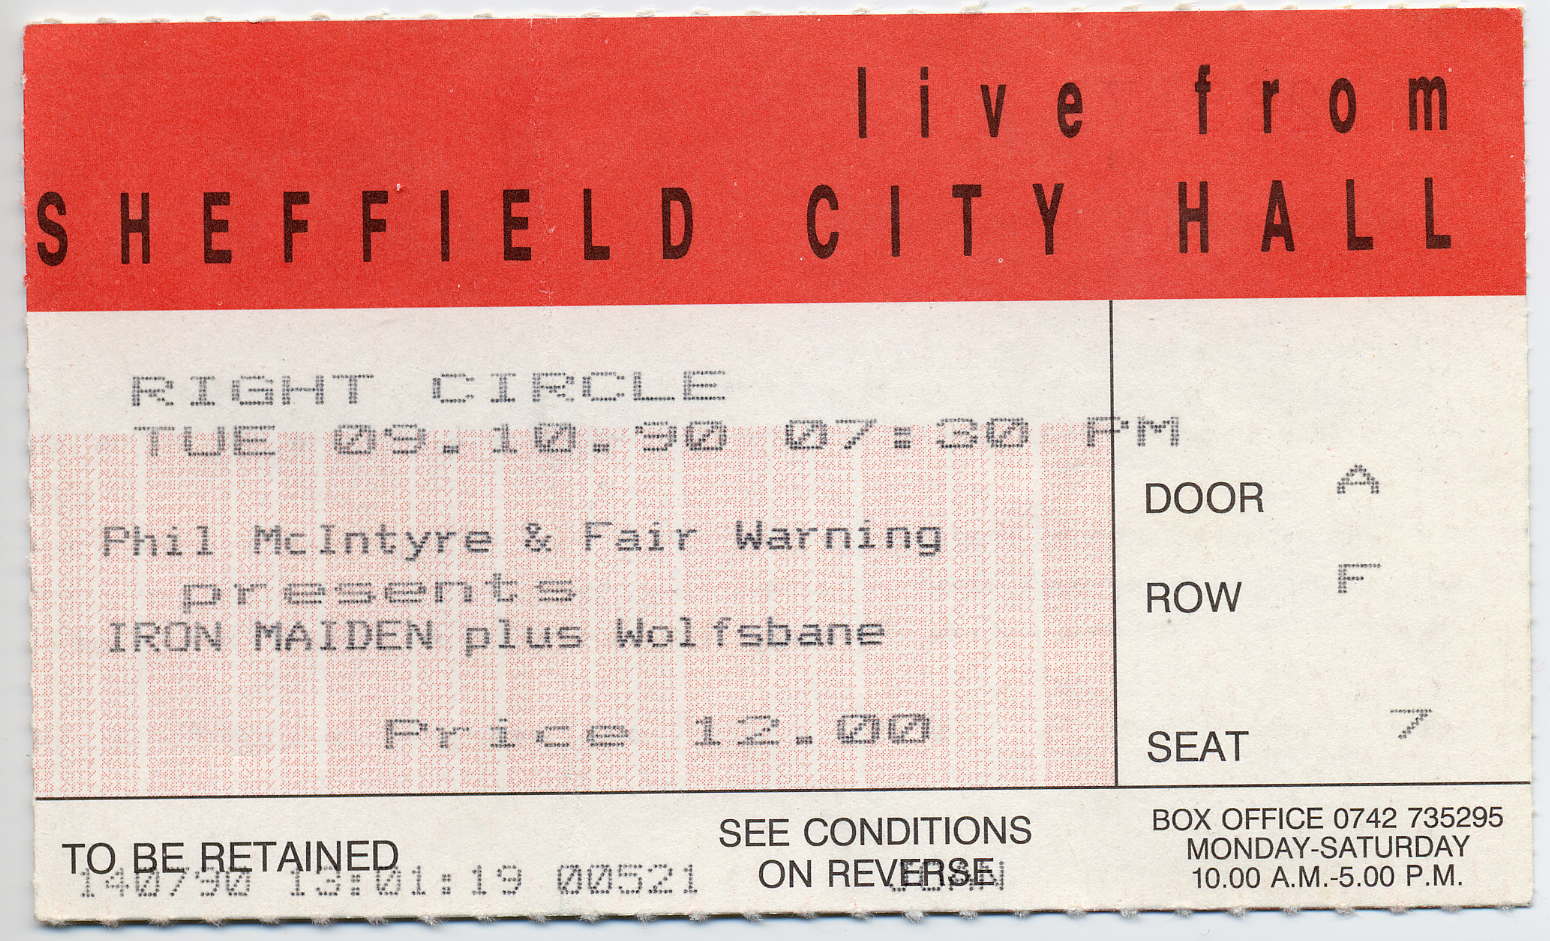 live from
SHEFFIELD CITY HALL
RIGHT CIRCLE
TUE 09.10.90 07:30 PM
Phil McIntyre & Fair Warning
presents
IRON MAIDEN plus Wolfsbane
Price 12.00
DOOR A
ROW F
SEAT 7
TO BE RETAINED
140790 13:01:19 00521
SEE CONDITIONS
ON REVERSE
BOX OFFICE 0742 735295
MONDAY-SATURDAY
10.00 A.M.-5.00 P.M.